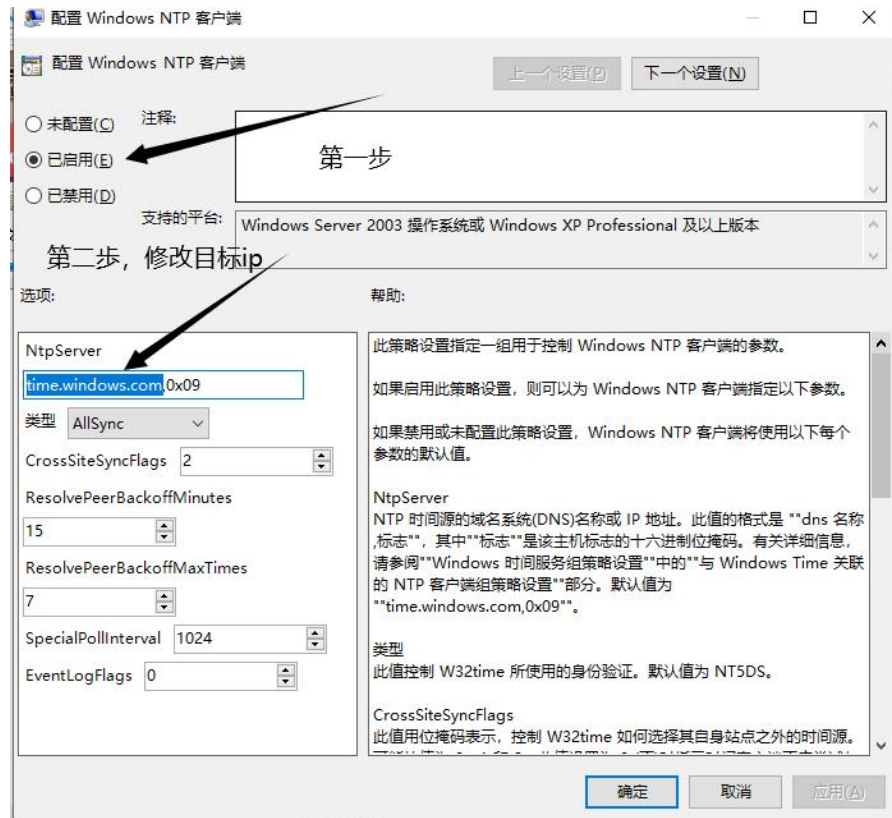 配置 Windows NTP 客户端
配置 Windows NTP 客户端
上一个设置(P)
下一个设置(N)
未配置(C)
注释:
已启用(E)
第一步
已禁用(D)
支持的平台:
Windows Server 2003 操作系统或 Windows XP Professional 及以上版本
第二步，修改目标ip
选项:
帮助:
NtpServer
time.windows.com,0x09
类型 AllSync
CrossSiteSyncFlags 2
ResolvePeerBackoffMinutes
15
ResolvePeerBackoffMaxTimes
7
SpecialPollInterval 1024
EventLogFlags 0
此策略设置指定一组用于控制 Windows NTP 客户端的参数。
如果启用此策略设置，则可以为 Windows NTP 客户端指定以下参数。
如果禁用或未配置此策略设置，Windows NTP 客户端将使用以下每个
参数的默认值。
NtpServer
NTP 时间源的域名系统(DNS)名称或 IP 地址。此值的格式是 ""dns 名称
,标志""，其中""标志""是该主机标志的十六进制位掩码。有关详细信息，
请参阅""Windows 时间服务组策略设置""中的""与 Windows Time 关联
的 NTP 客户端组策略设置""部分。默认值为
""time.windows.com,0x09""。
类型
此值控制 W32time 所使用的身份验证。默认值为 NT5DS。
CrossSiteSyncFlags
此值用位掩码表示，控制 W32time 如何选择其自身站点之外的时间源。
确定
取消
应用(A)